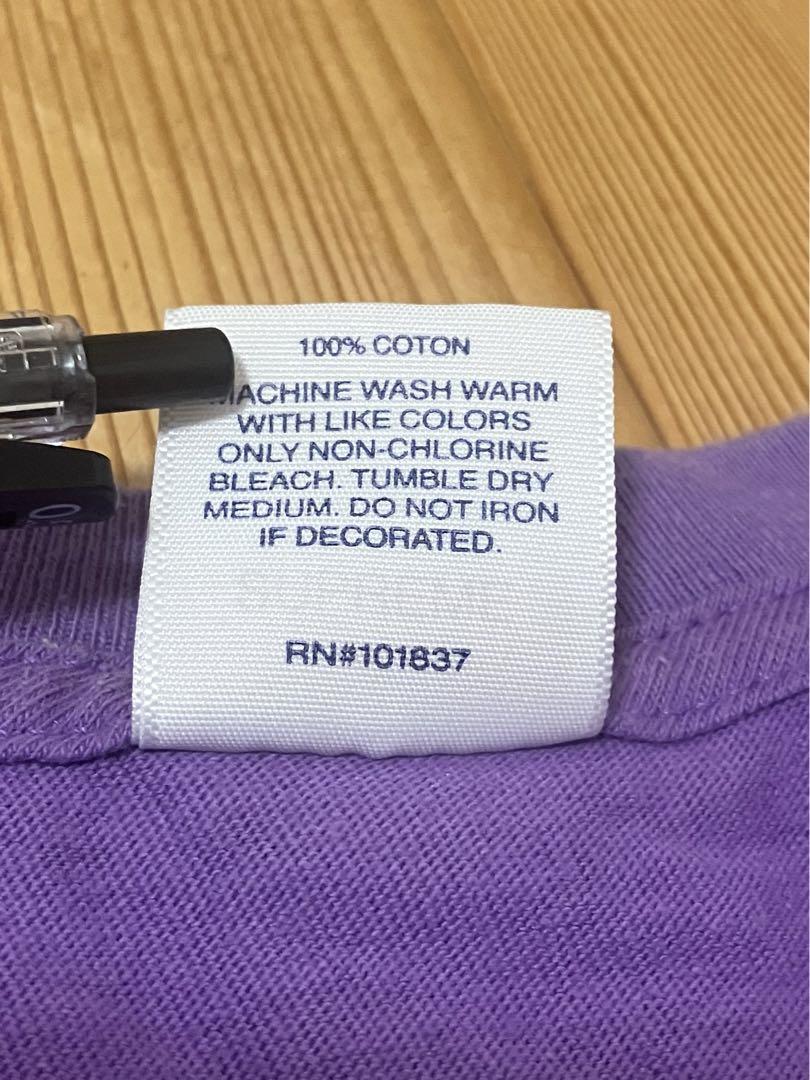 100% COTON
MACHINE WASH WARM
WITH LIKE COLORS
ONLY NON-CHLORINE
BLEACH. TUMBLE DRY
MEDIUM. DO NOT IRON
IF DECORATED.
RN#101837